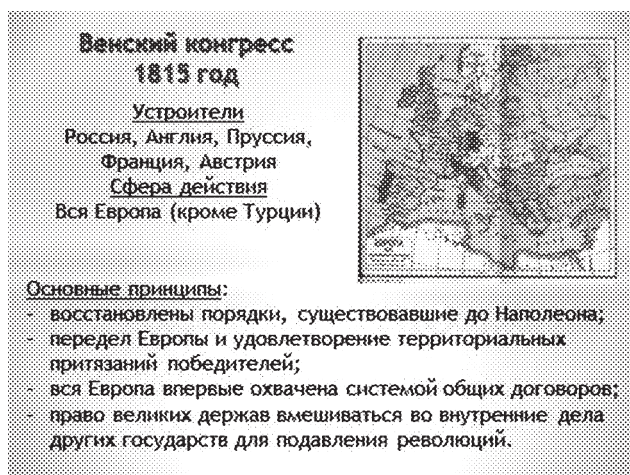 Венский конгресс
1815 год
Устроители
Россия, Англия, Пруссия,
Франция, Австрия
Сфера действия
Вся Европа (кроме Турции)
Основные принципы:
- восстановлены порядки, существовавшие до Наполеона;
- передел Европы и удовлетворение территориальных
притязаний победителей;
- вся Европа впервые охвачена системой общих договоров;
- право великих держав вмешиваться во внутренние дела
других государств для подавления революций.